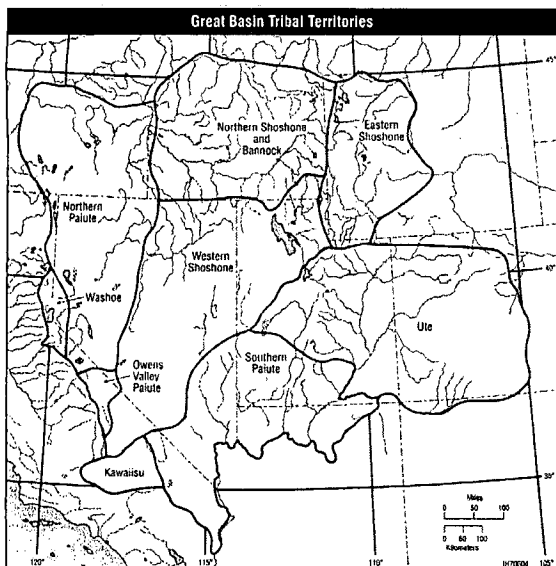 Great Basin Tribal Territories
45°
Northern Shoshone
and
Bannock
Eastern
Shoshone
Northern
Paiute
Western
Shoshone
40°
Washoe
Ute
Owens
Valley
Paiute
Southern
Paiute
Kawaiisu
35°
Miles
0 50 100
0 60 100
Kilometers
120°
115°
110°
105°